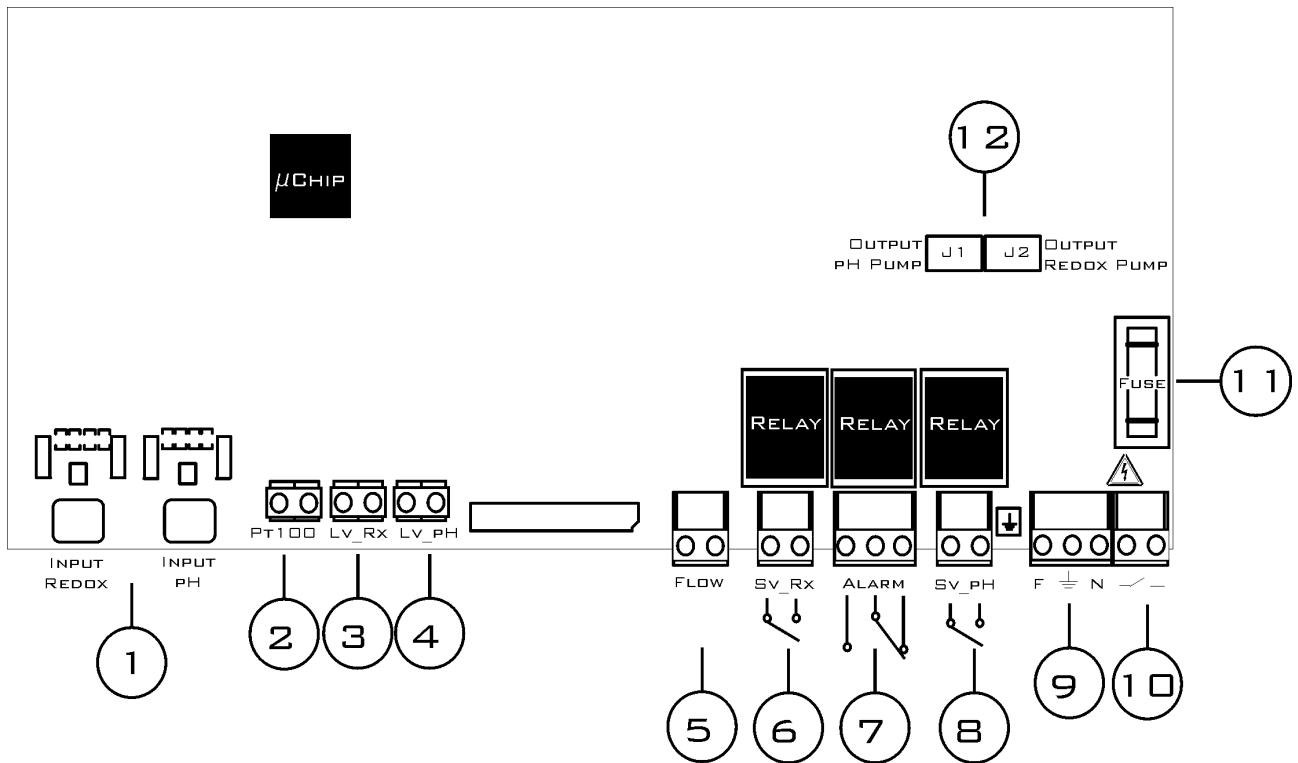 μCHIP
12
OUTPUT
pH PUMP
J1
J2
OUTPUT
REDOX PUMP
FUSE
11
RELAY
RELAY
RELAY
PT100
LV_RX
LV_pH
INPUT
REDOX
INPUT
pH
FLOW
SV_RX
ALARM
SV_pH
F
N
1
2
3
4
5
6
7
8
9
10